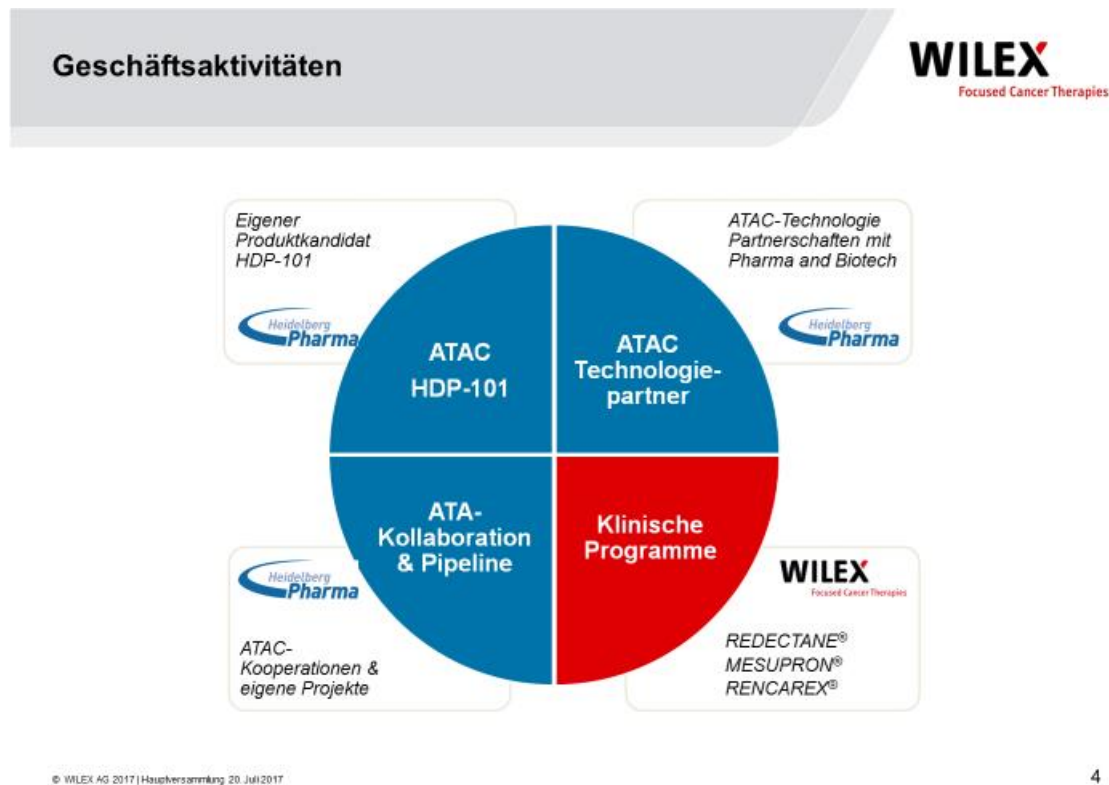 Geschäftsaktivitäten
WILEX
Focused Cancer Therapies
Eigener
Produktkandidat
HDP-101
Heidelberg
Pharma
ATAC-Technologie
Partnerschaften mit
Pharma and Biotech
Heidelberg
Pharma
ATAC
HDP-101
ATAC
Technologie-
partner
ATA-
Kollaboration
& Pipeline
Klinische
Programme
Heidelberg
Pharma
ATAC-
Kooperationen &
eigene Projekte
WILEX
Focused Cancer Therapies
REDECTANE®
MESUPRON®
RENCAREX®
© WILEX AG 2017 | Hauptversammlung 20. Juli 2017
4